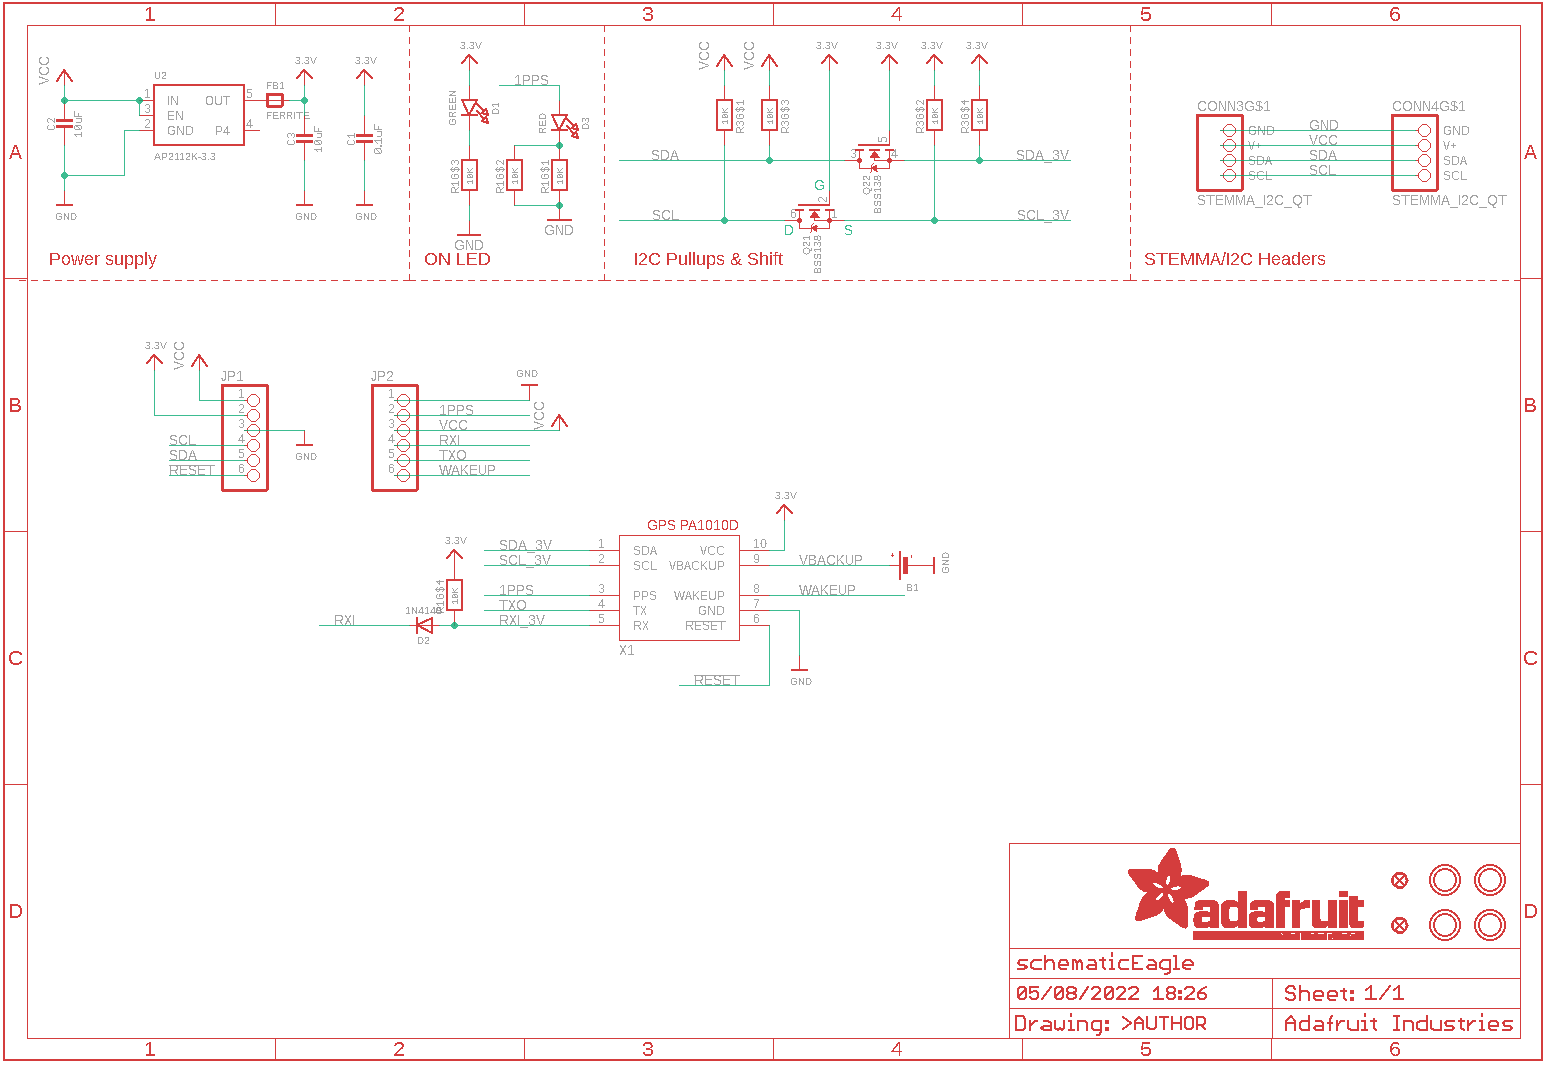 1 2 3 4 5 6
A A
B B
C C
D D
1 2 3 4 5 6
VCC
U2
3.3V 3.3V
FB1
1 IN OUT 5
3 EN FERRITE
2 GND P4 4
C2 10uF
C3 10uF
C1 0.1uF
AP2112K-3.3
GND GND GND
Power supply
3.3V
1PPS
GREEN D1
RED D3
R16$3 10K
R16$2 10K
R16$1 10K
GND GND
ON LED
VCC VCC 3.3V 3.3V 3.3V 3.3V
10K R36$1
10K R36$3
R36$2 10K
R36$4 10K
SDA 3 5 4 SDA_3V
Q22
BSS138
G
2
SCL 6 1 SCL_3V
D S
Q21
BSS138
I2C Pullups & Shift
CONN3G$1 CONN4G$1
GND GND GND
V+ VCC V+
SDA SDA SDA
SCL SCL SCL
STEMMA_I2C_QT STEMMA_I2C_QT
STEMMA/I2C Headers
3.3V VCC
JP1
1
2
3
SCL 4
SDA 5
RESET 6
GND
JP2
GND
1
2 1PPS
3 VCC
4 RXI
5 TXO
6 WAKEUP
VCC
GPS PA1010D
3.3V
SDA_3V 1 SDA VCC 10
SCL_3V 2 SCL VBACKUP 9 VBACKUP
1PPS 3 PPS WAKEUP 8 WAKEUP
TXO 4 TX GND 7
RXI RXI_3V 5 RX RESET 6
3.3V
R16$4 10K
1N4148
D2
X1
+ -
B1
GND
RESET
GND
adafruit
schematicEagle
05/08/2022 18:26 Sheet: 1/1
Drawing: >AUTHOR Adafruit Industries